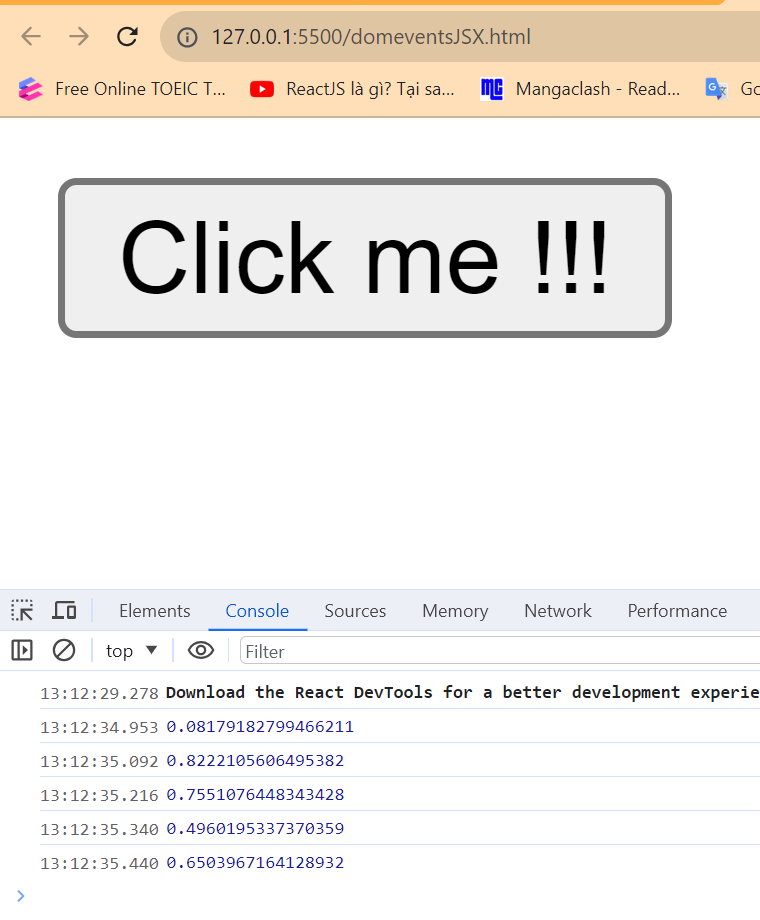 127.0.0.1:5500/domeventsJSX.html
Free Online TOEIC T... ReactJS là gì? Tại sa... MC Mangaclash - Read... G Go
Click me !!!
Elements Console Sources Memory Network Performance
top Filter
13:12:29.278 Download the React DevTools for a better development experie
13:12:34.953 0.08179182799466211
13:12:35.092 0.8222105606495382
13:12:35.216 0.7551076448343428
13:12:35.340 0.4960195337370359
13:12:35.440 0.6503967164128932